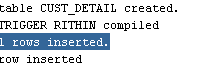 table CUST_DETAIL created.
TRIGGER RITHIN compiled
l rows inserted.
row inserted